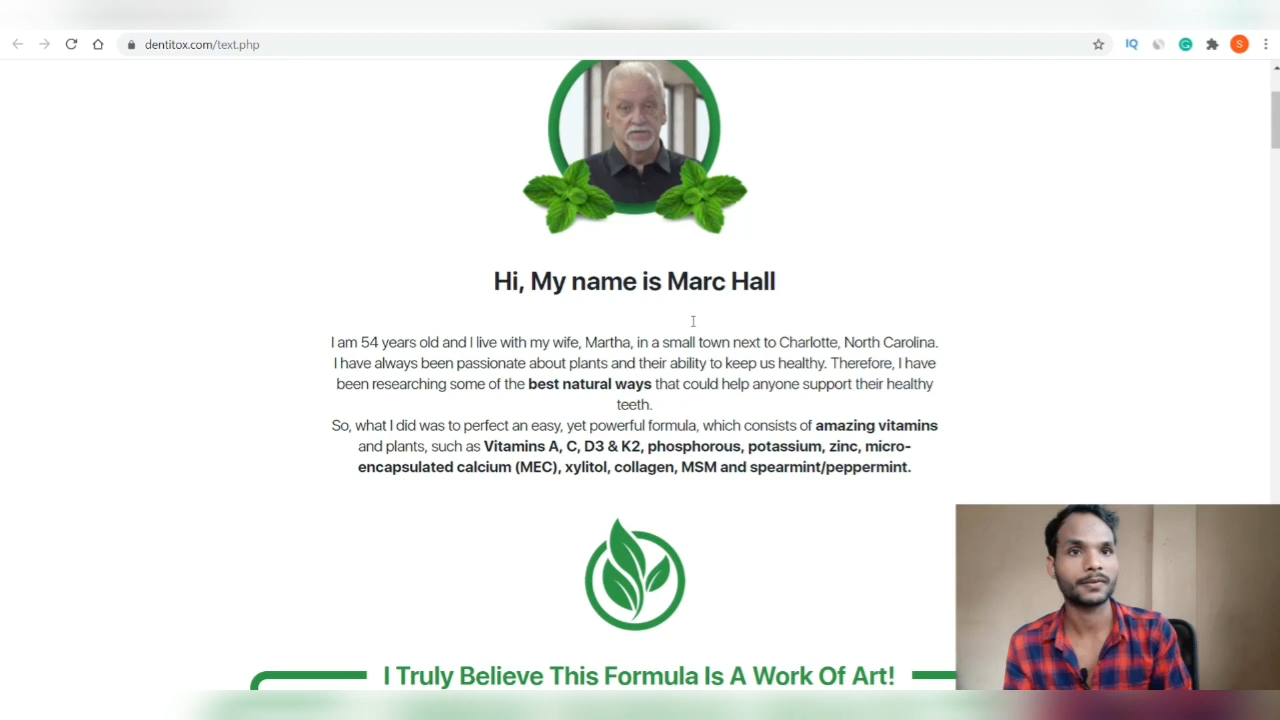 dentitox.com/text.php
IQ
S
Hi, My name is Marc Hall
I am 54 years old and I live with my wife, Martha, in a small town next to Charlotte, North Carolina.
I have always been passionate about plants and their ability to keep us healthy. Therefore, I have
been researching some of the best natural ways that could help anyone support their healthy
teeth.
So, what I did was to perfect an easy, yet powerful formula, which consists of amazing vitamins
and plants, such as Vitamins A, C, D3 & K2, phosphorous, potassium, zinc, micro-
encapsulated calcium (MEC), xylitol, collagen, MSM and spearmint/peppermint.
I Truly Believe This Formula Is A Work Of Art!